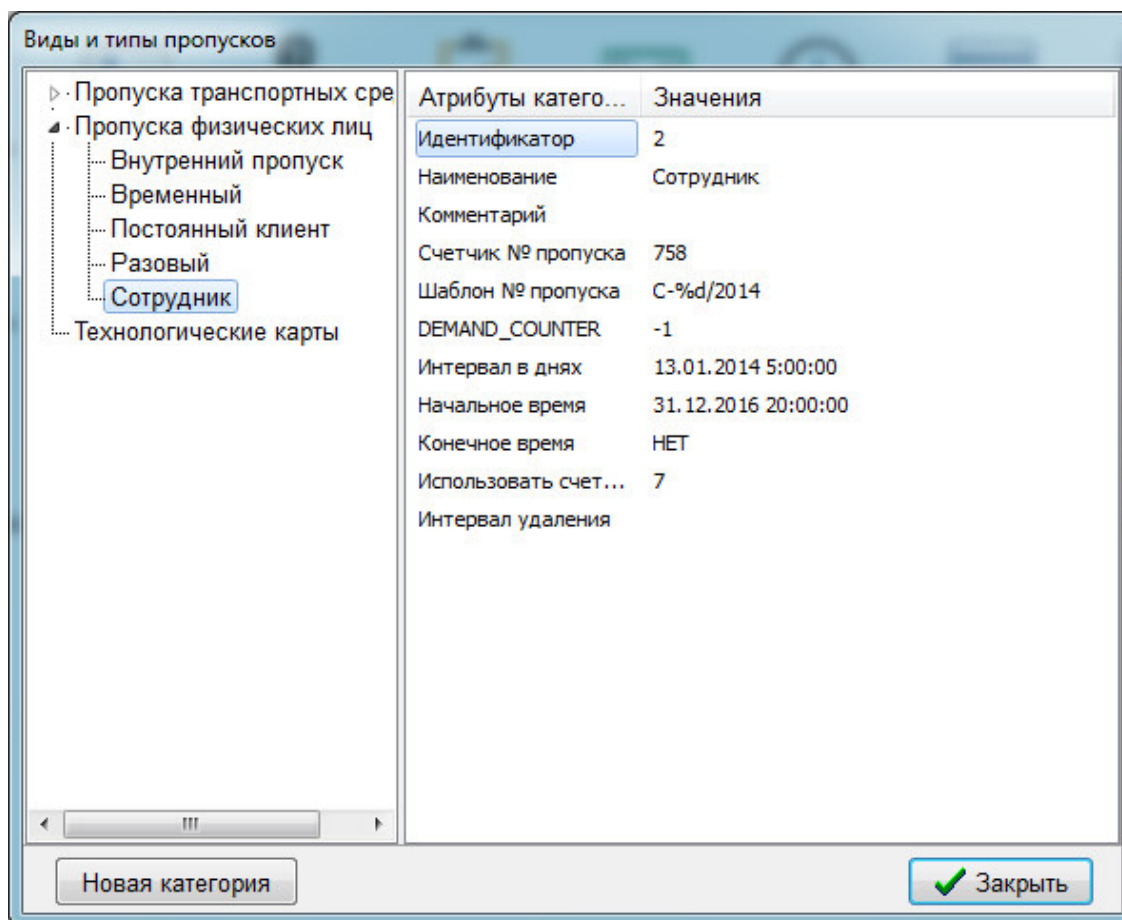 Виды и типы пропусков
Пропуска транспортных сре
Пропуска физических лиц
Внутренний пропуск
Временный
Постоянный клиент
Разовый
Сотрудник
Технологические карты
Атрибуты катего... Значения
Идентификатор 2
Наименование Сотрудник
Комментарий
Счетчик № пропуска 758
Шаблон № пропуска С-%d/2014
DEMAND_COUNTER -1
Интервал в днях 13.01.2014 5:00:00
Начальное время 31.12.2016 20:00:00
Конечное время НЕТ
Использовать счет... 7
Интервал удаления
Новая категория
Закрыть